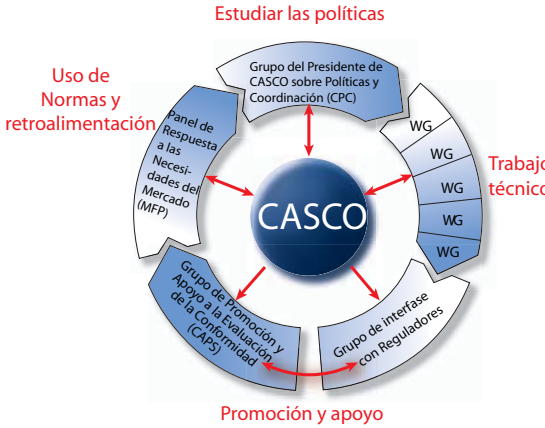 Estudiar las políticas
Grupo del Presidente de
CASCO sobre Políticas y
Coordinación (CPC)
Uso de
Normas y
retroalimentación
Panel de
Respuesta
a las
Necesi-
dades del
Mercado
(MFP)
WG
WG
WG
WG
WG
Trabajo
técnico
CASCO
Grupo de Promoción y
Apoyo a la Evaluación
de la Conformidad
(CAPS)
Grupo de interfase
con Reguladores
Promoción y apoyo